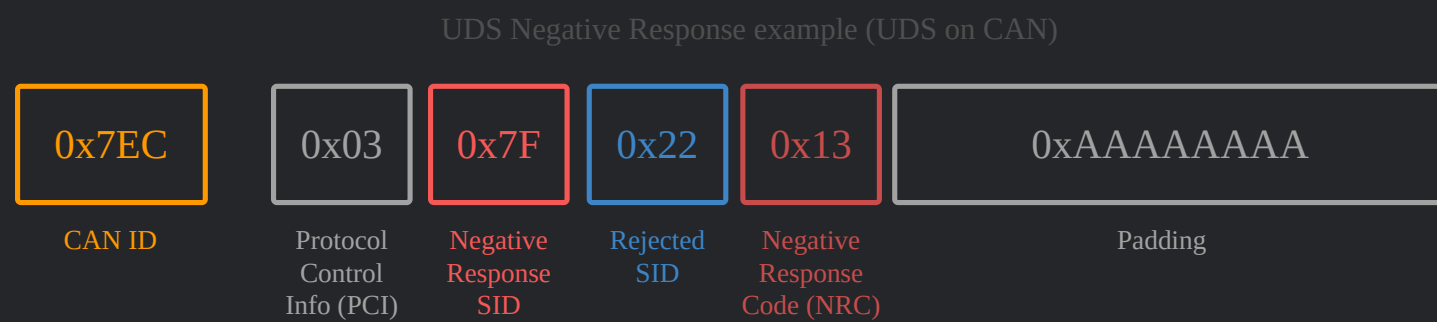 UDS Negative Response example (UDS on CAN)
0x7EC 0x03 0x7F 0x22 0x13 0xAAAAAAAA
CAN ID
Protocol
Control
Info (PCI)
Negative
Response
SID
Rejected
SID
Negative
Response
Code (NRC)
Padding